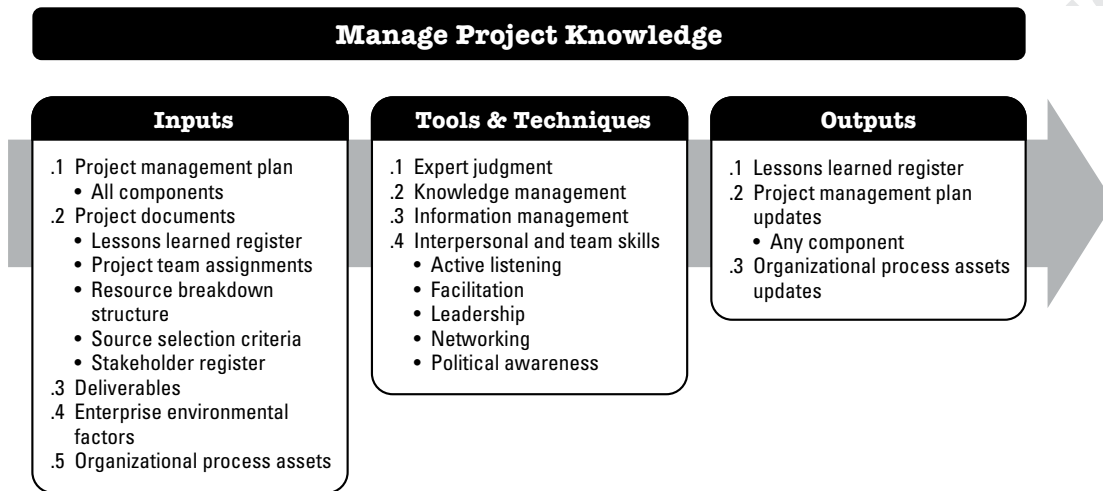 Manage Project Knowledge
Inputs
.1 Project management plan
• All components
.2 Project documents
• Lessons learned register
• Project team assignments
• Resource breakdown
structure
• Source selection criteria
• Stakeholder register
.3 Deliverables
.4 Enterprise environmental
factors
.5 Organizational process assets
Tools & Techniques
.1 Expert judgment
.2 Knowledge management
.3 Information management
.4 Interpersonal and team skills
• Active listening
• Facilitation
• Leadership
• Networking
• Political awareness
Outputs
.1 Lessons learned register
.2 Project management plan
updates
• Any component
.3 Organizational process assets
updates